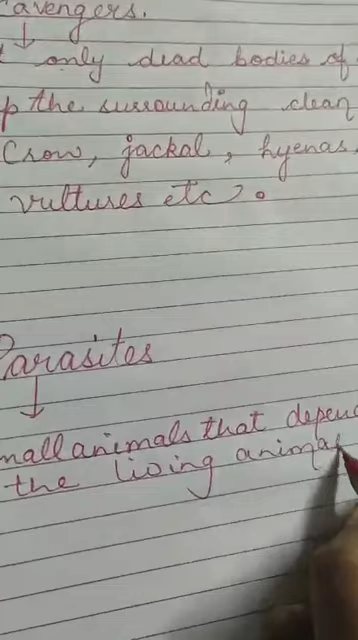 avengers.
only dead bodies of
p the surrounding clean
Crow, jackal, hyenas
vultures etc).
Parasites
mall animals that depend
the living animal